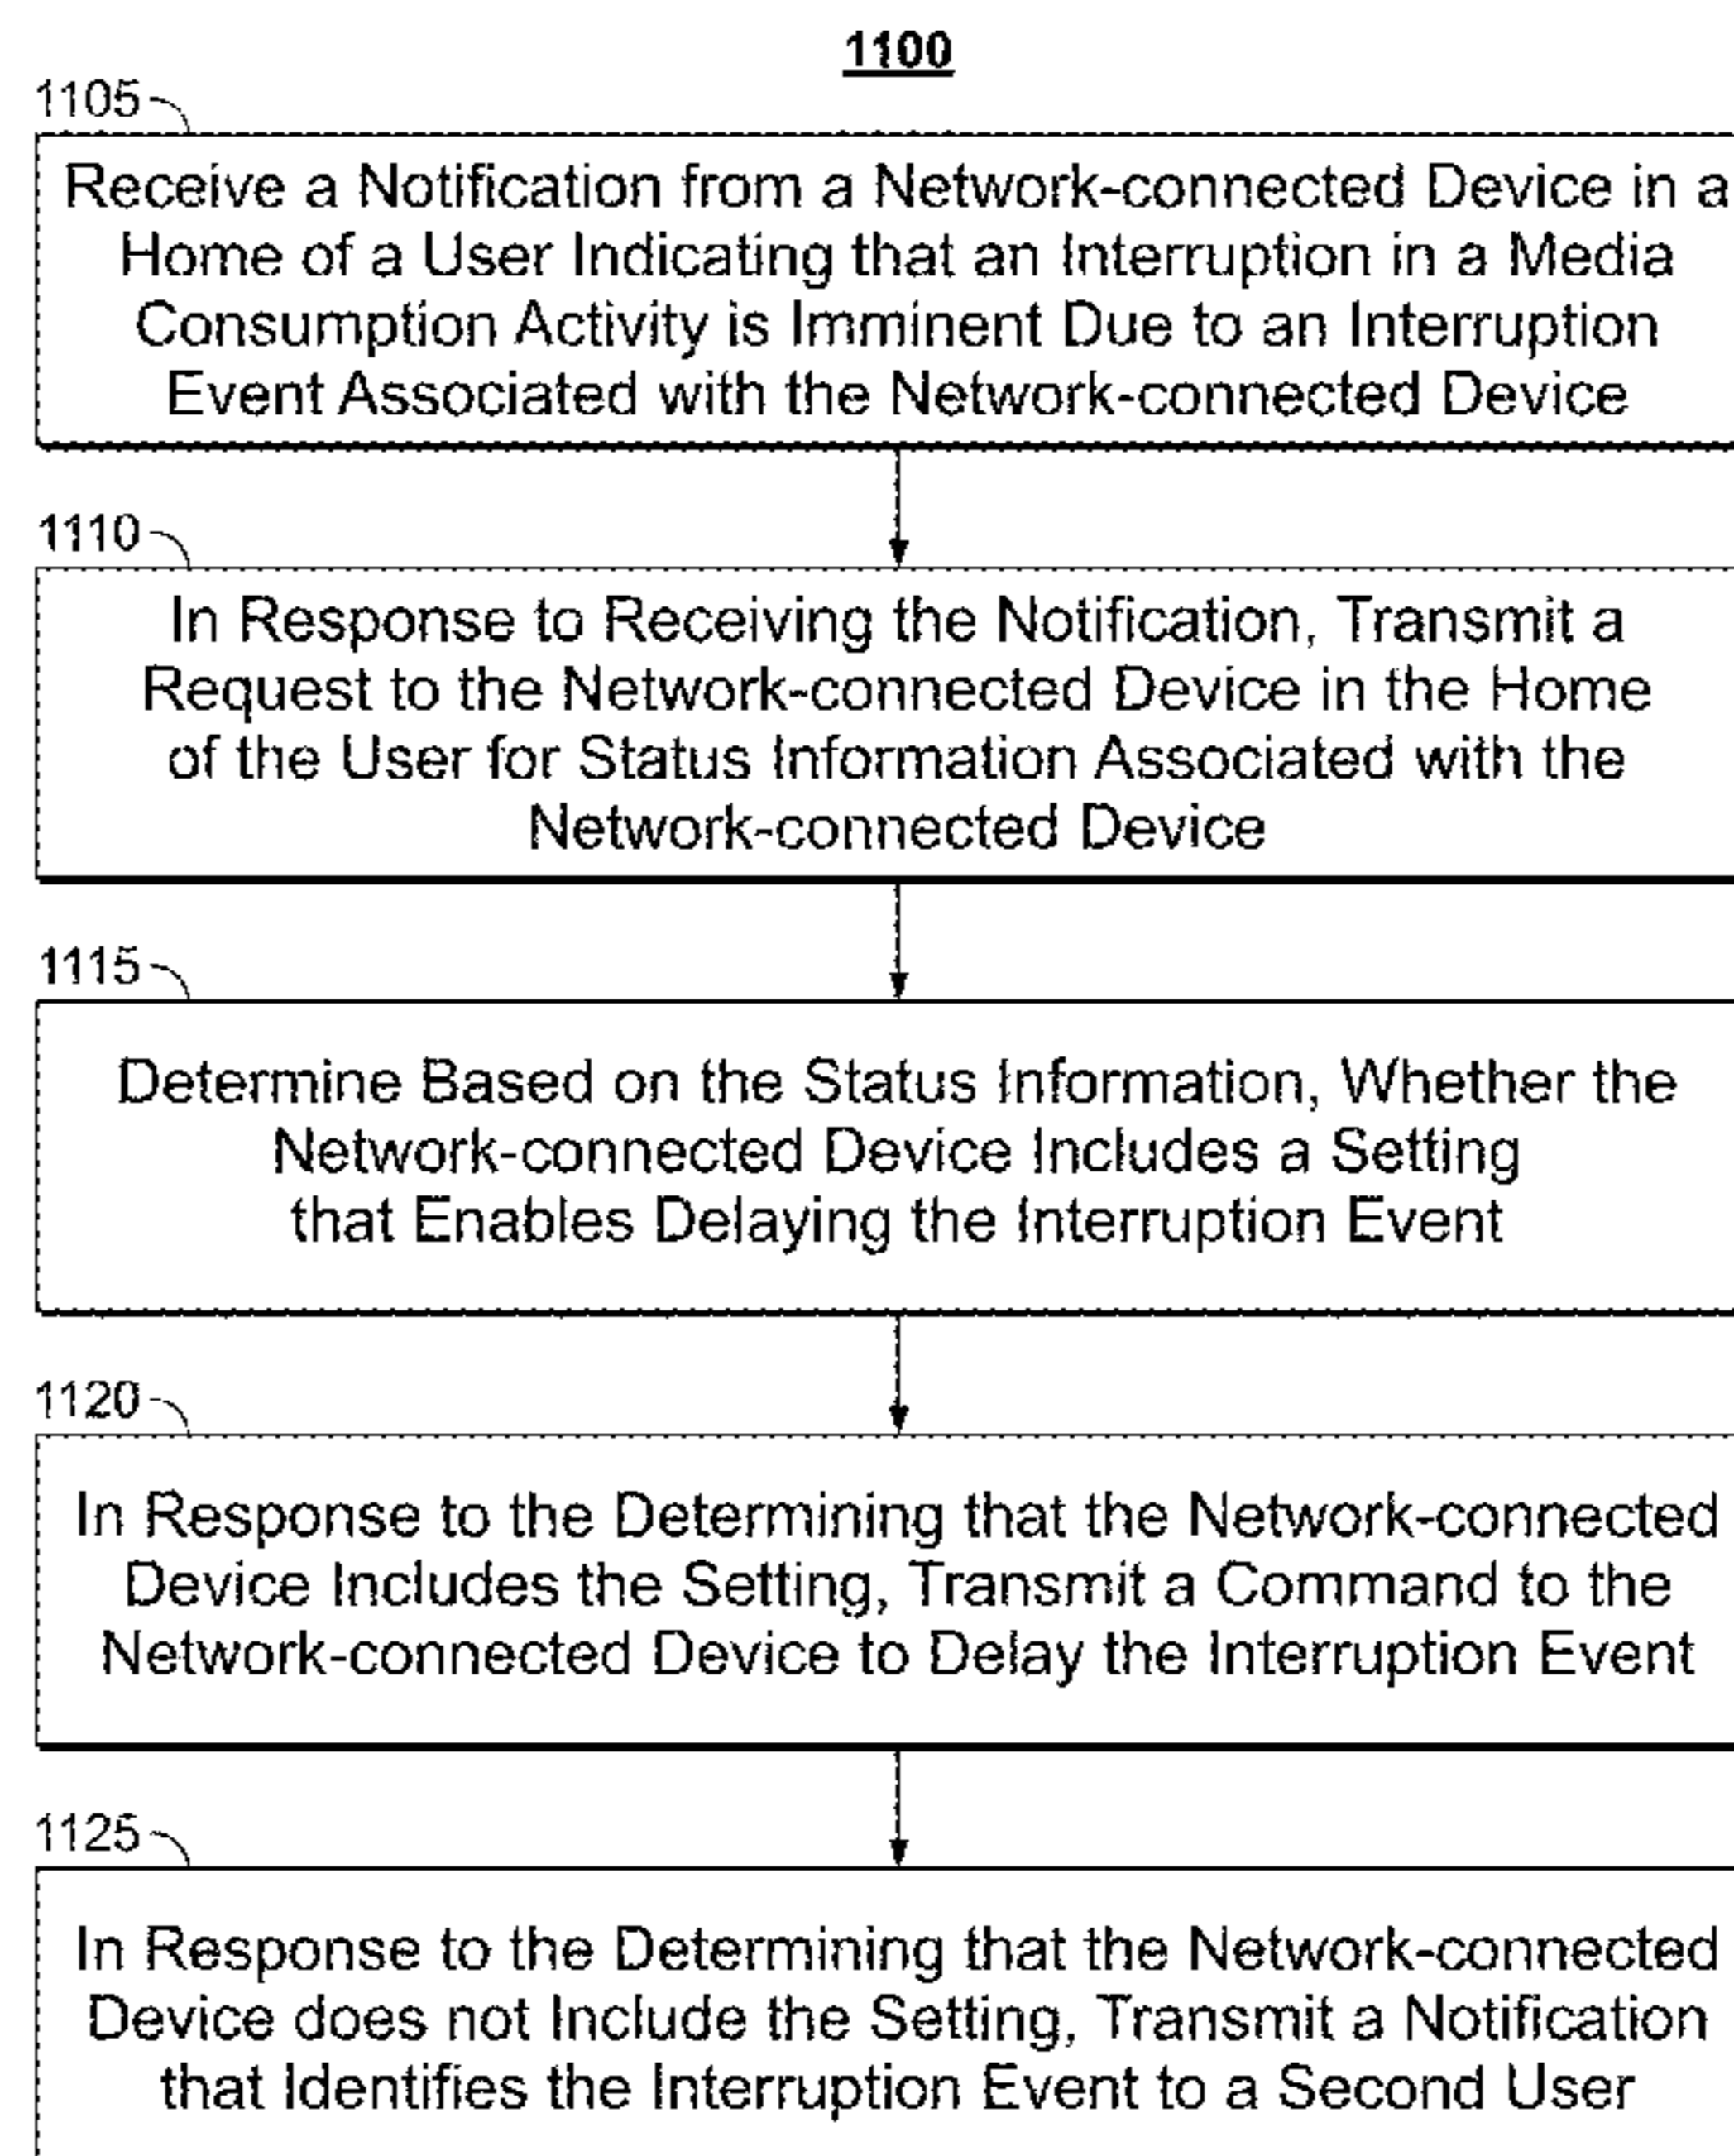 1100
1105
Receive a Notification from a Network-connected Device in a
Home of a User Indicating that an Interruption in a Media
Consumption Activity is Imminent Due to an Interruption
Event Associated with the Network-connected Device
1110
In Response to Receiving the Notification, Transmit a
Request to the Network-connected Device in the Home
of the User for Status Information Associated with the
Network-connected Device
1115
Determine Based on the Status Information, Whether the
Network-connected Device Includes a Setting
that Enables Delaying the Interruption Event
1120
In Response to the Determining that the Network-connected
Device Includes the Setting, Transmit a Command to the
Network-connected Device to Delay the Interruption Event
1125
In Response to the Determining that the Network-connected
Device does not Include the Setting, Transmit a Notification
that Identifies the Interruption Event to a Second User